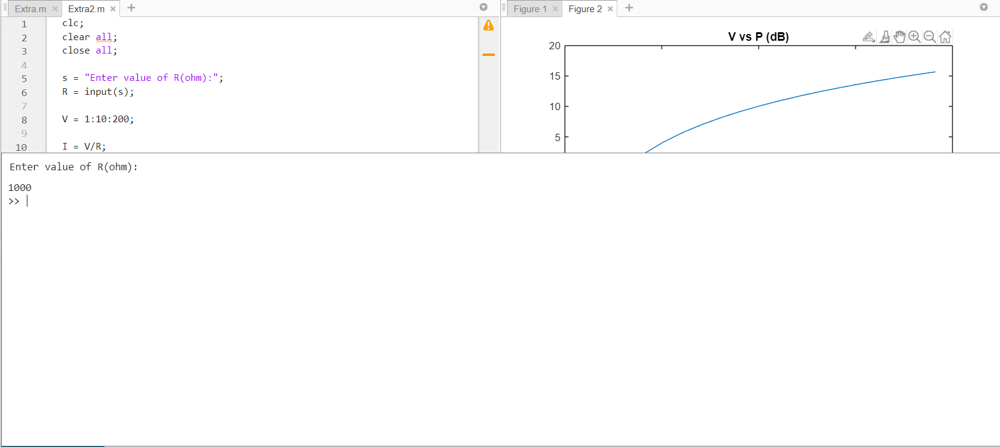 Extra.m × Extra2.m × +
1 clc;
2 clear all;
3 close all;
4
5 s = "Enter value of R(ohm):";
6 R = input(s);
7
8 V = 1:10:200;
9
10 I = V/R;
Figure 1 × Figure 2 × +
V vs P (dB)
20
15
10
5
Enter value of R(ohm):
1000
>>